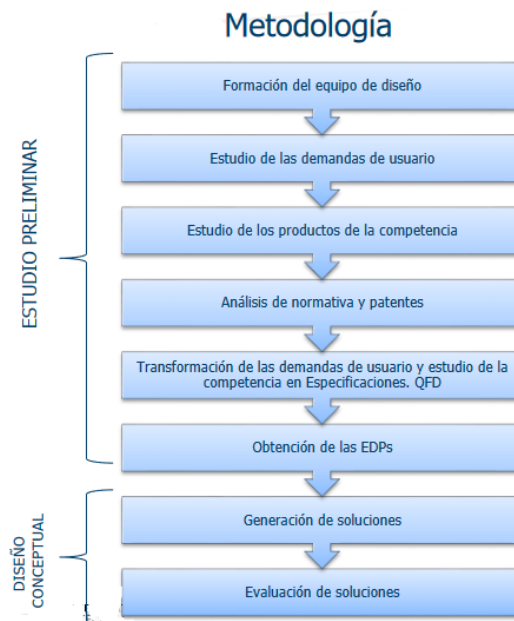 Metodología
ESTUDIO PRELIMINAR
Formación del equipo de diseño
Estudio de las demandas de usuario
Estudio de los productos de la competencia
Análisis de normativa y patentes
Transformación de las demandas de usuario y estudio de la
competencia en Especificaciones. QFD
Obtención de las EDPs
DISEÑO
CONCEPTUAL
Generación de soluciones
Evaluación de soluciones